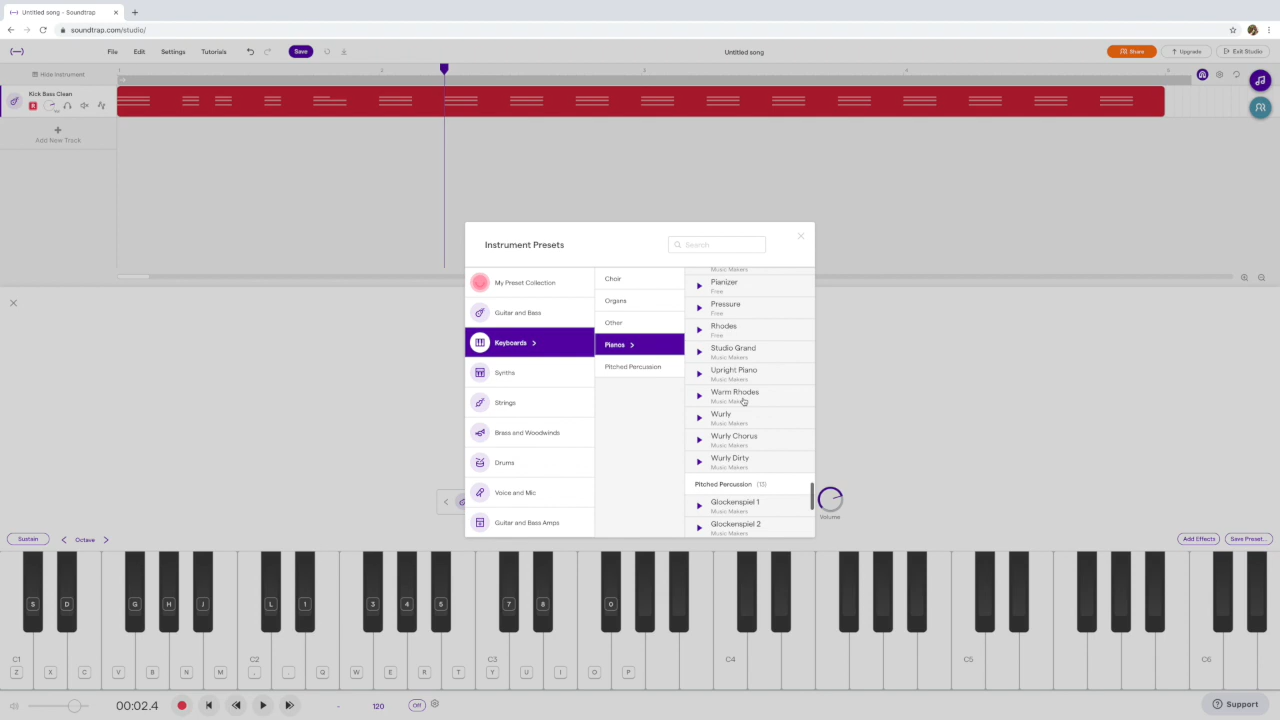 Untitled song - Soundtrap
soundtrap.com/studio/
File Edit Settings Tutorials Save Untitled song Share Upgrade Exit Studio
Hide Instrument
1 2 3 4 5
Kick Bass Clean
R
Add New Track
Instrument Presets
Search
My Preset Collection
Guitar and Bass
Keyboards
Synths
Strings
Brass and Woodwinds
Drums
Voice and Mic
Guitar and Bass Amps
Choir
Organs
Other
Pianos
Pitched Percussion
Music Makers
Pianizer
Free
Pressure
Free
Rhodes
Free
Studio Grand
Music Makers
Upright Piano
Music Makers
Warm Rhodes
Music Makers
Wurly
Music Makers
Wurly Chorus
Music Makers
Wurly Dirty
Music Makers
Pitched Percussion (13)
Glockenspiel 1
Music Makers
Glockenspiel 2
Music Makers
Volume
Sustain Octave Add Effects Save Preset...
S D G H J L 1 3 4 5 7 8 0
C1 C2 C3 C4 C5 C6
Z X C V B N M , . Q W E R T Y U I O P
00:02.4 - 120 Off Support